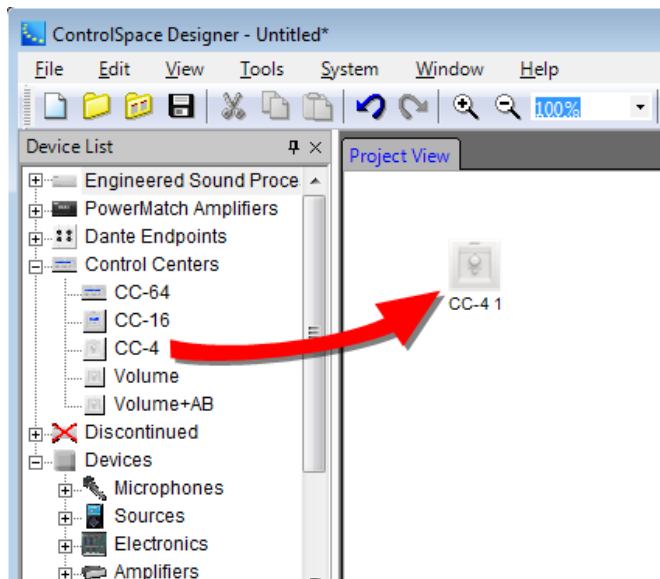 ControlSpace Designer - Untitled*
File Edit View Tools System Window Help
100%
Device List
Project View
Engineered Sound Proce
PowerMatch Amplifiers
Dante Endpoints
Control Centers
CC-64
CC-16
CC-4
Volume
Volume+AB
Discontinued
Devices
Microphones
Sources
Electronics
Amplifiers
CC-4 1